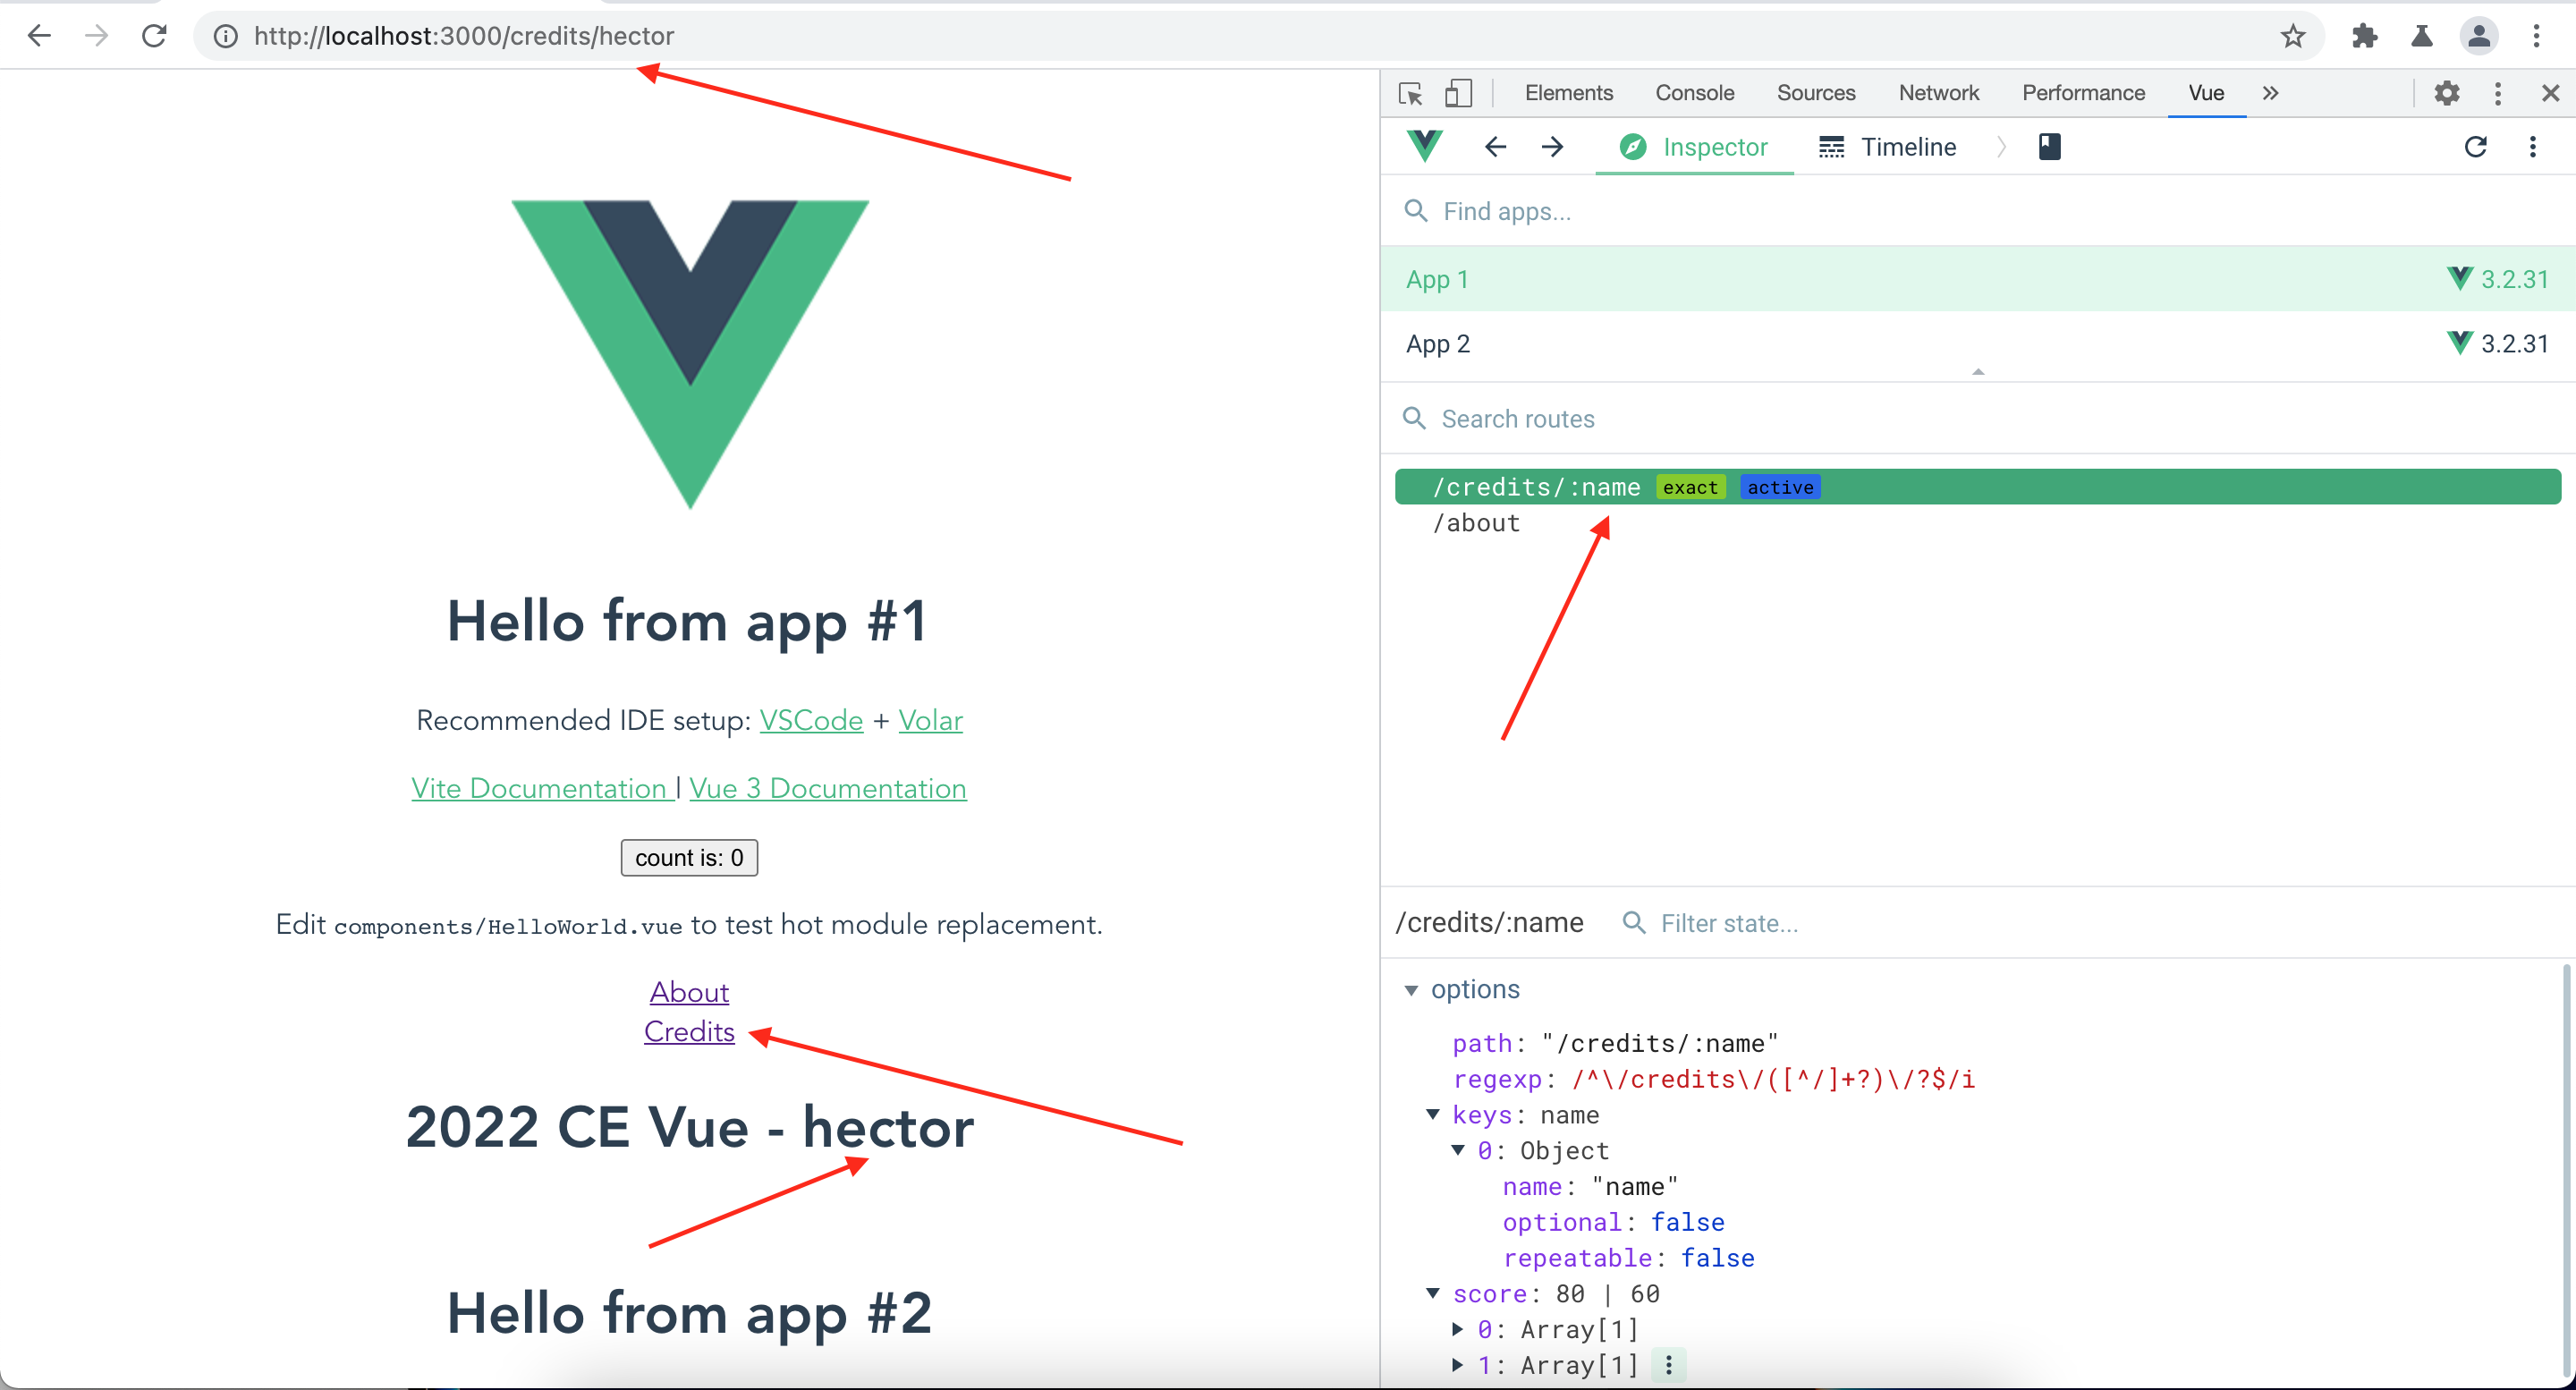 http://localhost:3000/credits/hector
Hello from app #1
Recommended IDE setup: VSCode + Volar
Vite Documentation | Vue 3 Documentation
count is: 0
Edit components/HelloWorld.vue to test hot module replacement.
About
Credits
2022 CE Vue - hector
Hello from app #2
Elements Console Sources Network Performance Vue »
Inspector Timeline
Find apps...
App 1 3.2.31
App 2 3.2.31
Search routes
/credits/:name exact active
/about
/credits/:name Filter state...
options
path: "/credits/:name"
regexp: /^\/credits\/([^/]+?)\/?$/i
keys: name
0: Object
name: "name"
optional: false
repeatable: false
score: 80 | 60
0: Array[1]
1: Array[1]